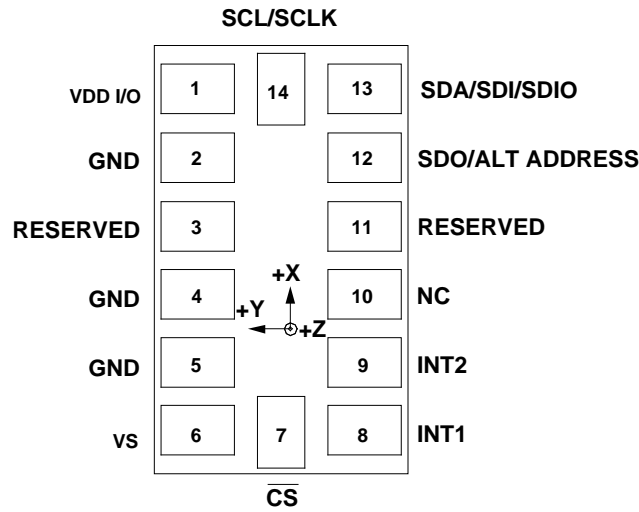 SCL/SCLK
VDD I/O 1 14 13 SDA/SDI/SDIO
GND 2 12 SDO/ALT ADDRESS
RESERVED 3 11 RESERVED
+X
GND 4 10 NC
+Y
+Z
GND 5 9 INT2
VS 6 7 8 INT1
CS